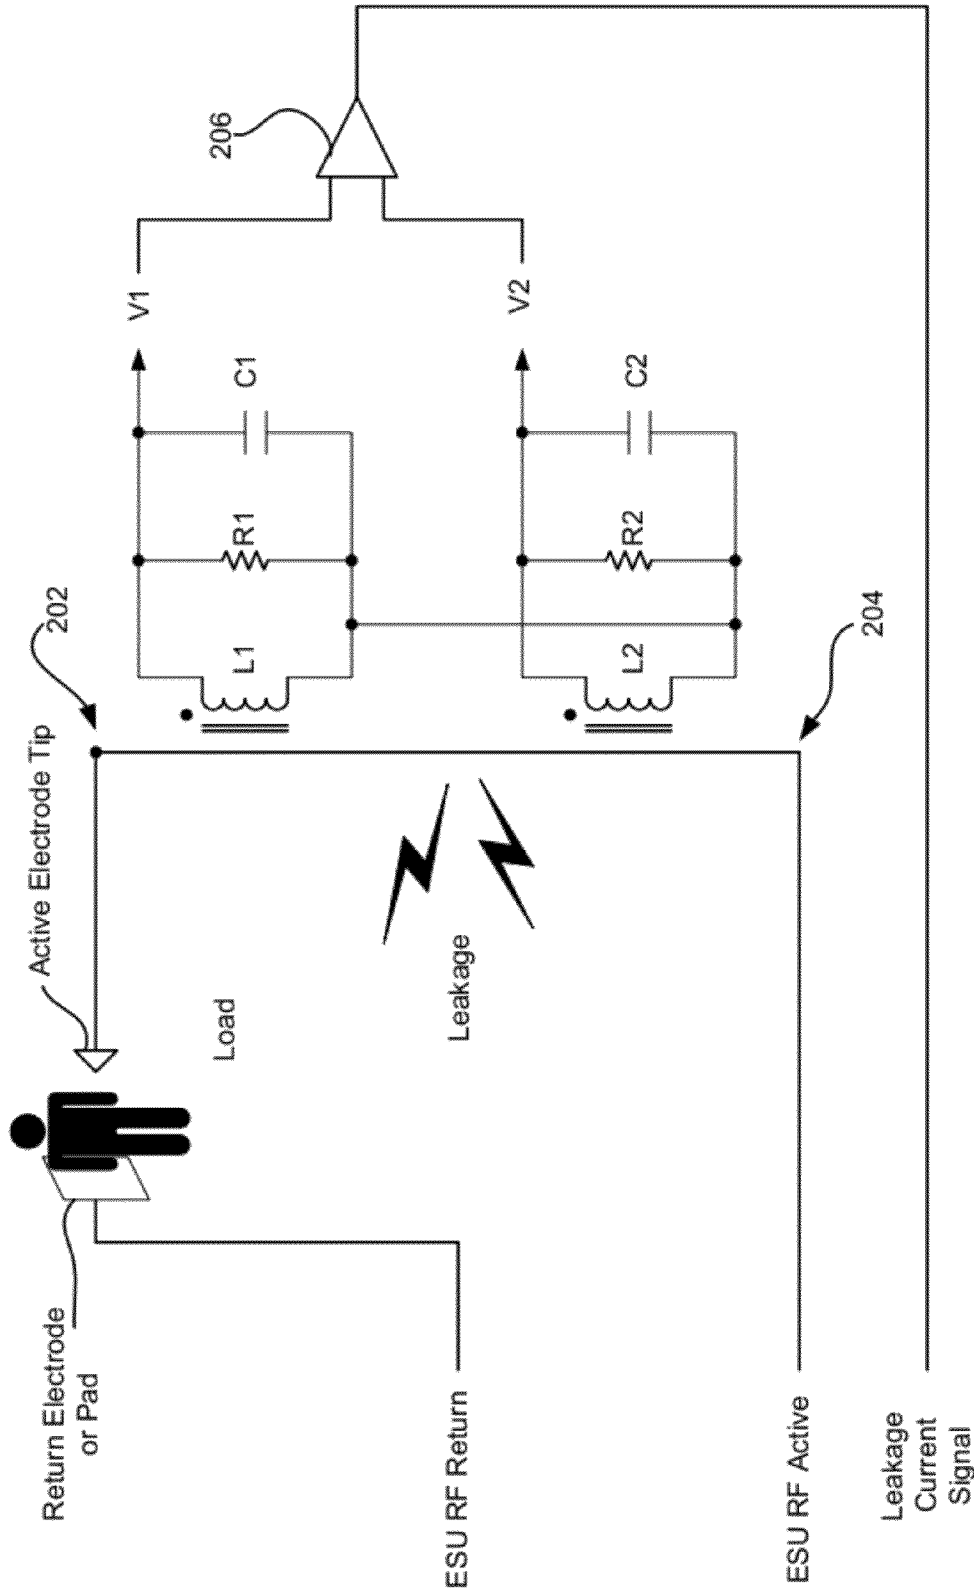 Return Electrode
or Pad
Active Electrode Tip
202
Load
Leakage
L1
R1
C1
V1
206
L2
R2
C2
V2
204
ESU RF Return
ESU RF Active
Leakage
Current
Signal